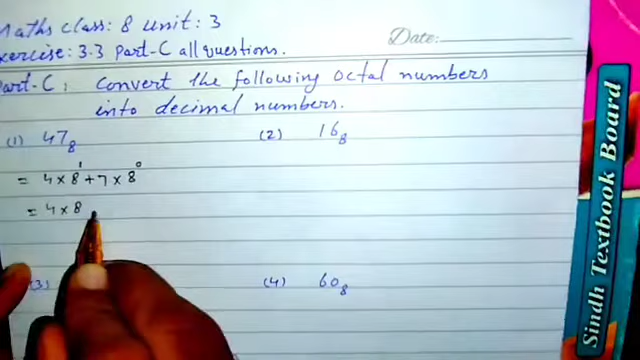 Maths class: 8 unit: 3
Exercise: 3.3 Part-C all questions.
Date:
Part-C: Convert the following octal numbers
into decimal numbers.
(1) 47₈ (2) 16₈
= 4 × 8¹ + 7 × 8⁰
= 4 × 8
(3) (4) 60₈
Sindh Textbook Board